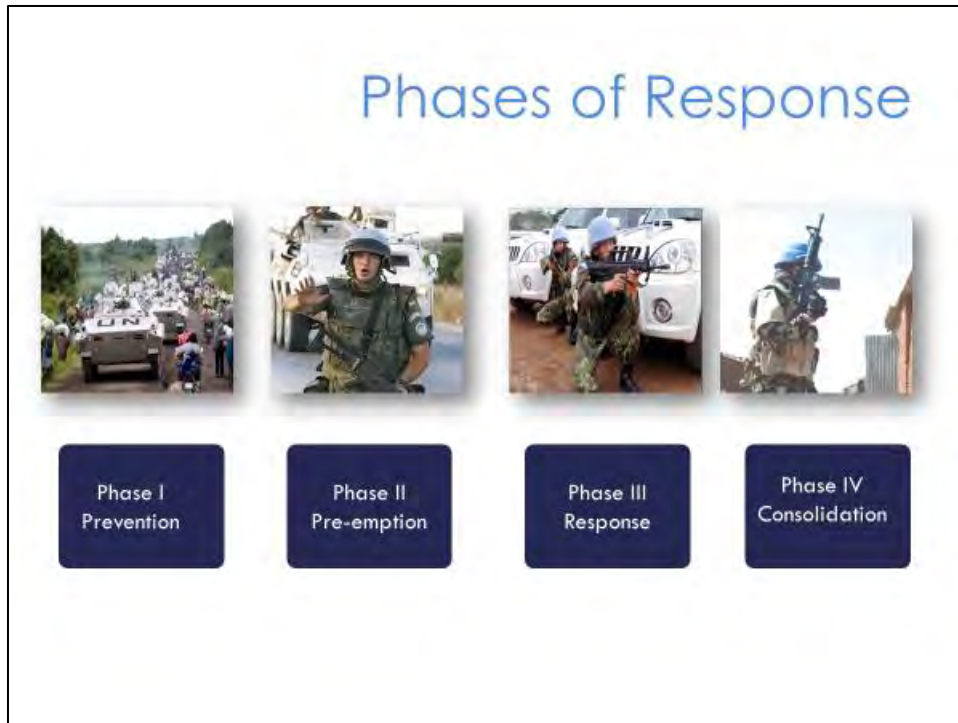 Phases of Response
UN
Phase I
Prevention
Phase II
Pre-emption
Phase III
Response
Phase IV
Consolidation